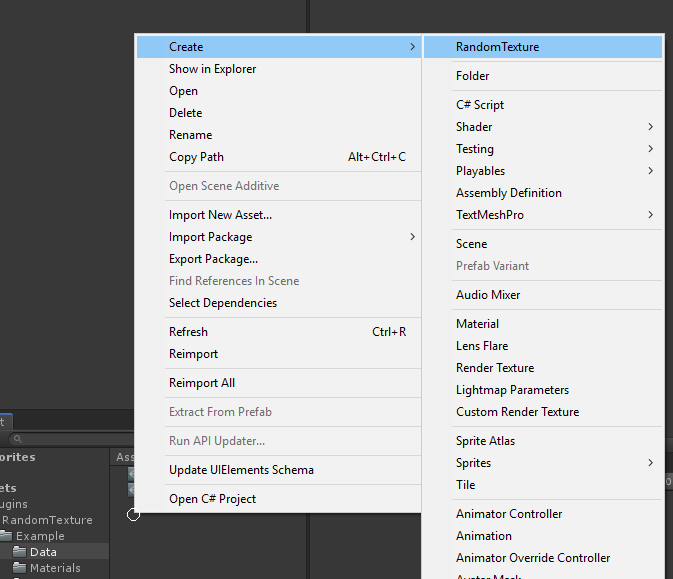 Create
Show in Explorer
Open
Delete
Rename
Copy Path Alt+Ctrl+C
Open Scene Additive
Import New Asset...
Import Package
Export Package...
Find References In Scene
Select Dependencies
Refresh Ctrl+R
Reimport
Reimport All
Extract From Prefab
Run API Updater...
Update UIElements Schema
Open C# Project
RandomTexture
Folder
C# Script
Shader
Testing
Playables
Assembly Definition
TextMeshPro
Scene
Prefab Variant
Audio Mixer
Material
Lens Flare
Render Texture
Lightmap Parameters
Custom Render Texture
Sprite Atlas
Sprites
Tile
Animator Controller
Animation
Animator Override Controller
Avatar Mask
t
orites
Ass
ets
ugins
RandomTexture
Example
Data
Materials